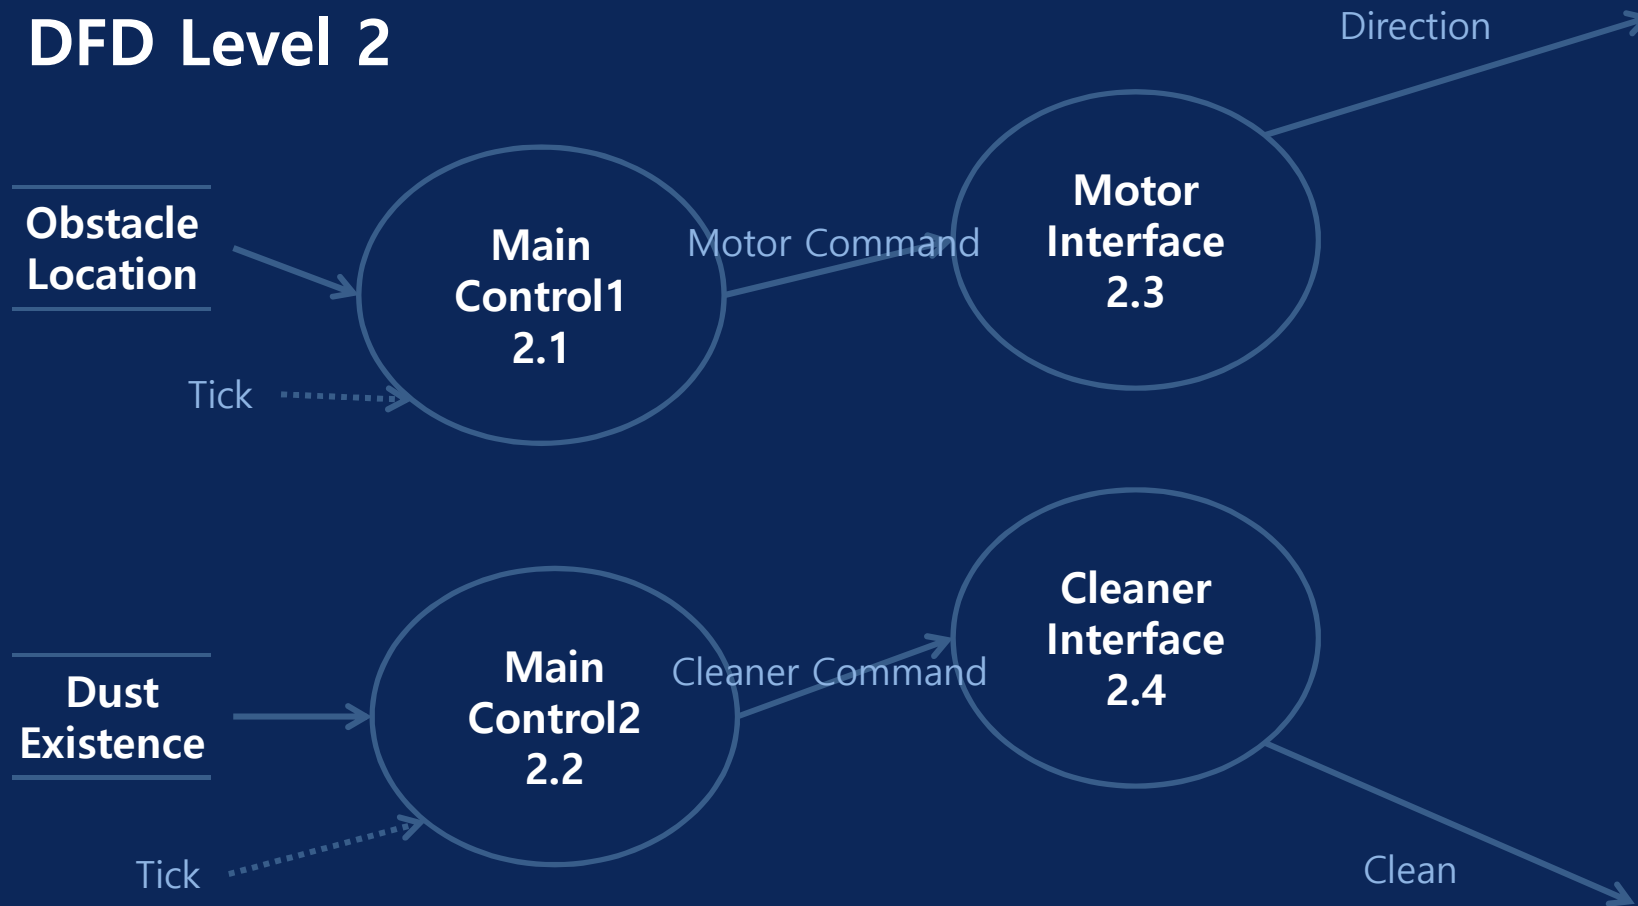 DFD Level 2
Direction
Obstacle
Location
Main
Control1
2.1
Motor Command
Motor
Interface
2.3
Tick
Dust
Existence
Main
Control2
2.2
Cleaner Command
Cleaner
Interface
2.4
Tick
Clean